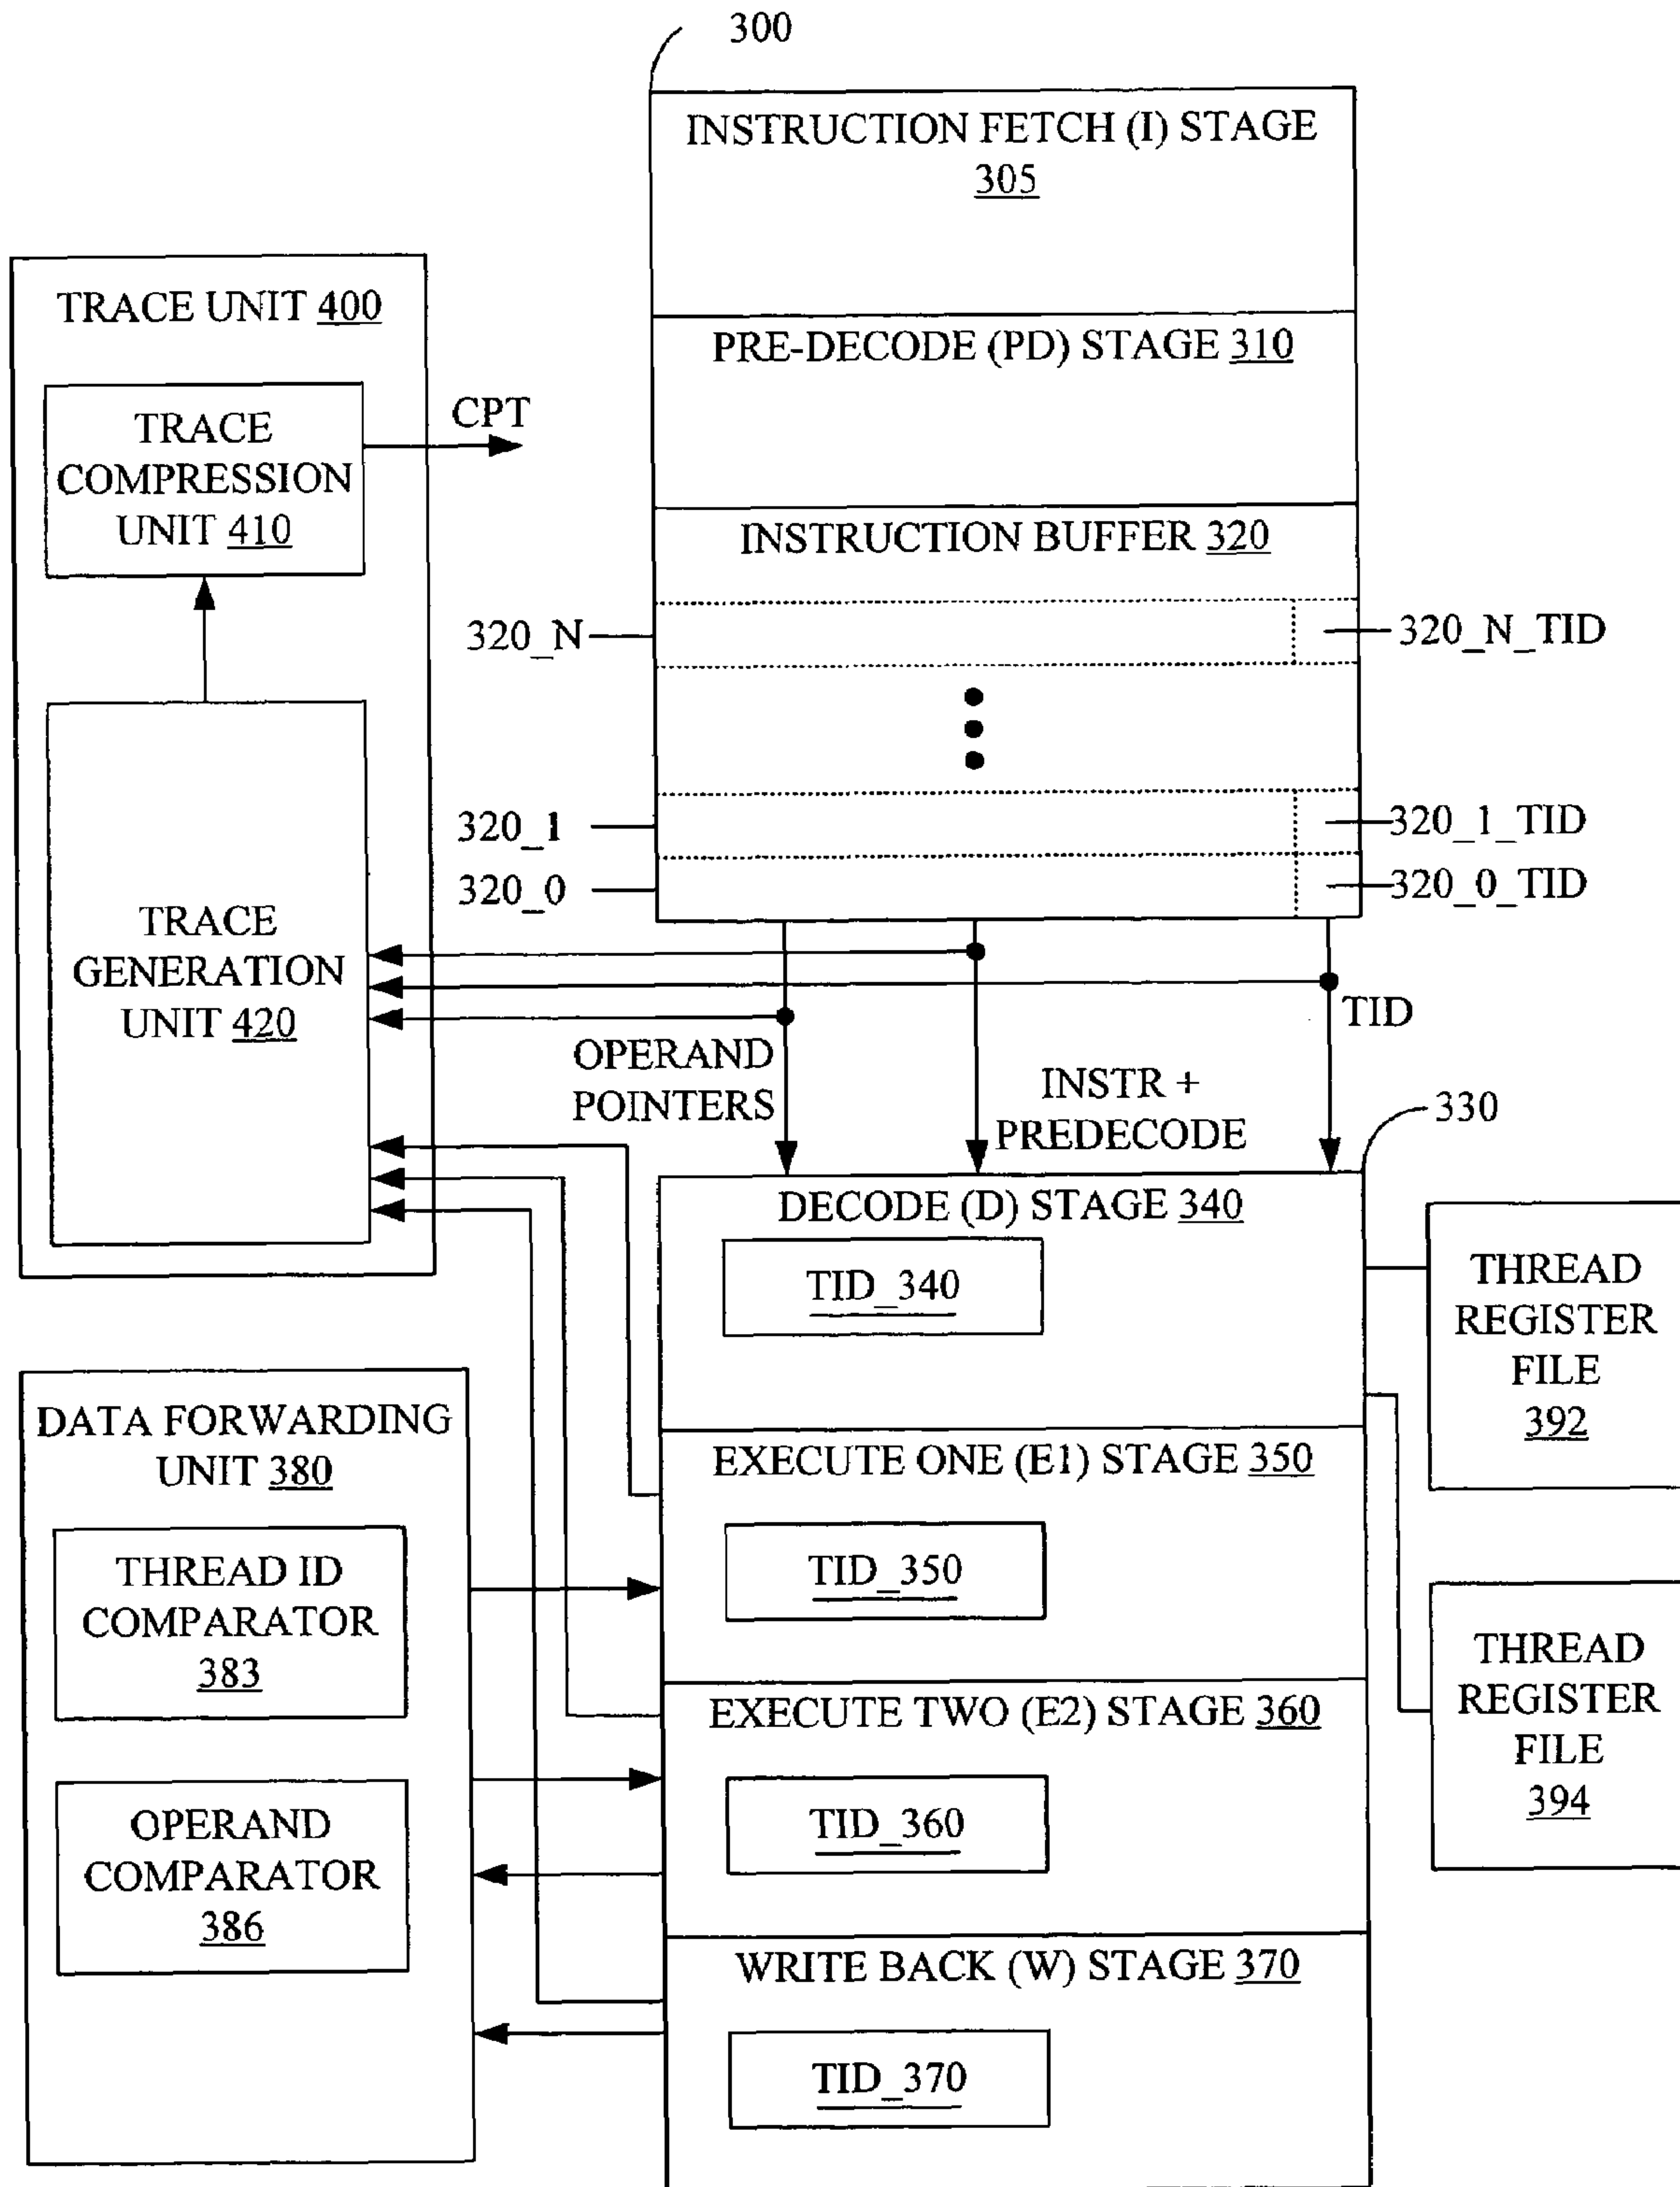 300
INSTRUCTION FETCH (I) STAGE
305
PRE-DECODE (PD) STAGE 310
INSTRUCTION BUFFER 320
320_N
320_N_TID
320_1
320_1_TID
320_0
320_0_TID
TRACE UNIT 400
TRACE
COMPRESSION
UNIT 410
CPT
TRACE
GENERATION
UNIT 420
OPERAND
POINTERS
INSTR +
PREDECODE
TID
330
DECODE (D) STAGE 340
TID_340
EXECUTE ONE (E1) STAGE 350
TID_350
EXECUTE TWO (E2) STAGE 360
TID_360
WRITE BACK (W) STAGE 370
TID_370
DATA FORWARDING
UNIT 380
THREAD ID
COMPARATOR
383
OPERAND
COMPARATOR
386
THREAD
REGISTER
FILE
392
THREAD
REGISTER
FILE
394